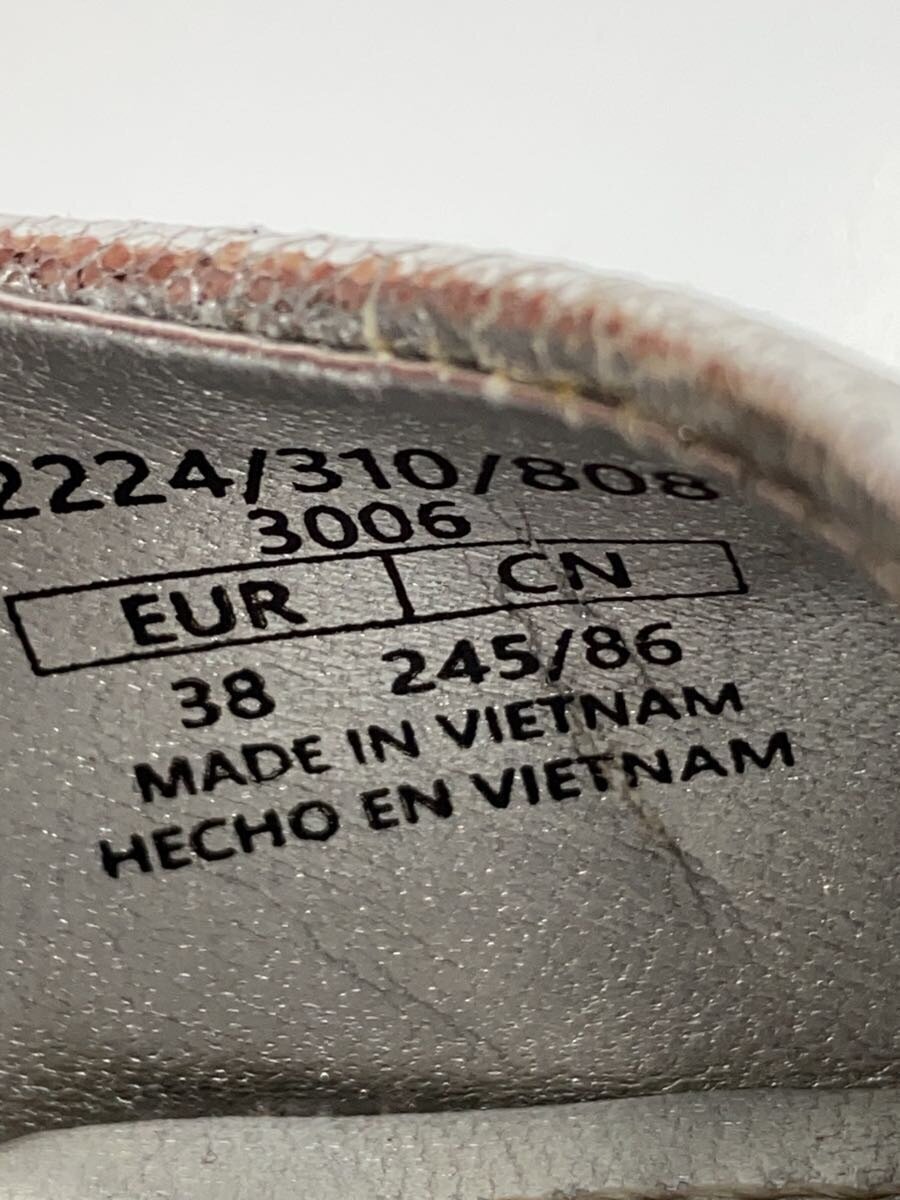 2224/310/808
3006
EUR CN
38 245/86
MADE IN VIETNAM
HECHO EN VIETNAM